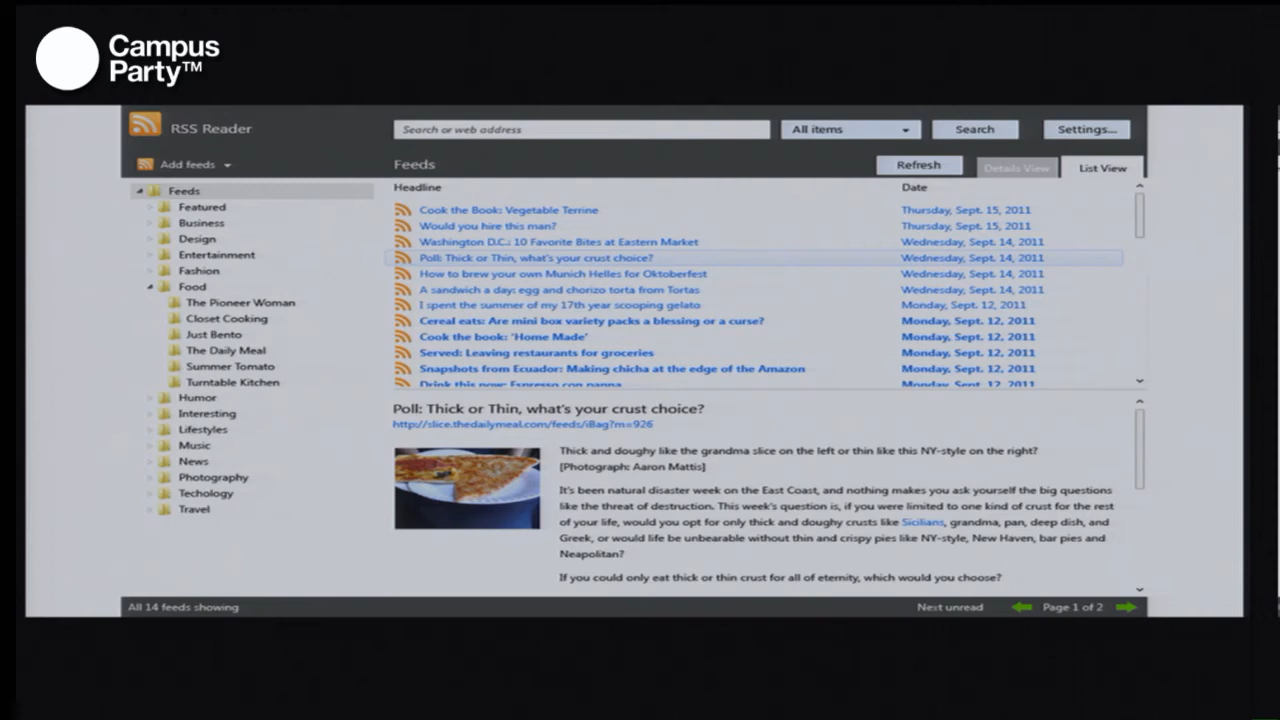 Campus
Party™
RSS Reader
Search or web address
All items
Search
Settings...
Add feeds
Feeds
Refresh
Details View
List View
Feeds
Featured
Business
Design
Entertainment
Fashion
Food
The Pioneer Woman
Closet Cooking
Just Bento
The Daily Meal
Summer Tomato
Turntable Kitchen
Humor
Interesting
Lifestyles
Music
News
Photography
Techology
Travel
Headline Date
Cook the Book: Vegetable Terrine Thursday, Sept. 15, 2011
Would you hire this man? Thursday, Sept. 15, 2011
Washington D.C.: 10 Favorite Bites at Eastern Market Wednesday, Sept. 14, 2011
Poll: Thick or Thin, what's your crust choice? Wednesday, Sept. 14, 2011
How to brew your own Munich Helles for Oktoberfest Wednesday, Sept. 14, 2011
A sandwich a day: egg and chorizo torta from Tortas Wednesday, Sept. 14, 2011
I spent the summer of my 17th year scooping gelato Monday, Sept. 12, 2011
Cereal eats: Are mini box variety packs a blessing or a curse? Monday, Sept. 12, 2011
Cook the book: 'Home Made' Monday, Sept. 12, 2011
Served: Leaving restaurants for groceries Monday, Sept. 12, 2011
Snapshots from Ecuador: Making chicha at the edge of the Amazon Monday, Sept. 12, 2011
Drink this now: Espresso con panna Monday, Sept. 12, 2011
Poll: Thick or Thin, what's your crust choice?
http://slice.thedailymeal.com/feeds/iBag?m=926
Thick and doughy like the grandma slice on the left or thin like this NY-style on the right?
[Photograph: Aaron Mattis]
It's been natural disaster week on the East Coast, and nothing makes you ask yourself the big questions
like the threat of destruction. This week's question is, if you were limited to one kind of crust for the rest
of your life, would you opt for only thick and doughy crusts like Sicilians, grandma, pan, deep dish, and
Greek, or would life be unbearable without thin and crispy pies like NY-style, New Haven, bar pies and
Neapolitan?
If you could only eat thick or thin crust for all of eternity, which would you choose?
All 14 feeds showing
Next unread
Page 1 of 2